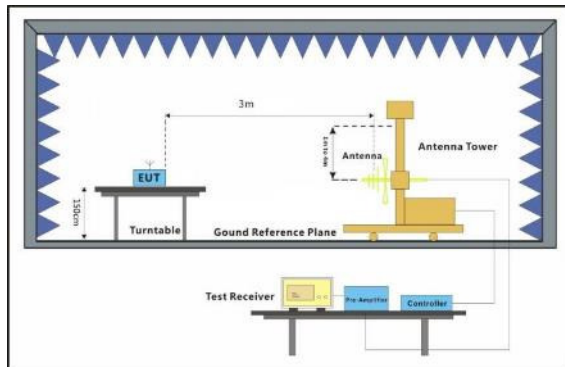 3m
1m to 4m
Antenna
Antenna Tower
EUT
150cm
Turntable
Gound Reference Plane
Test Receiver
Pre-Amplifier
Controller